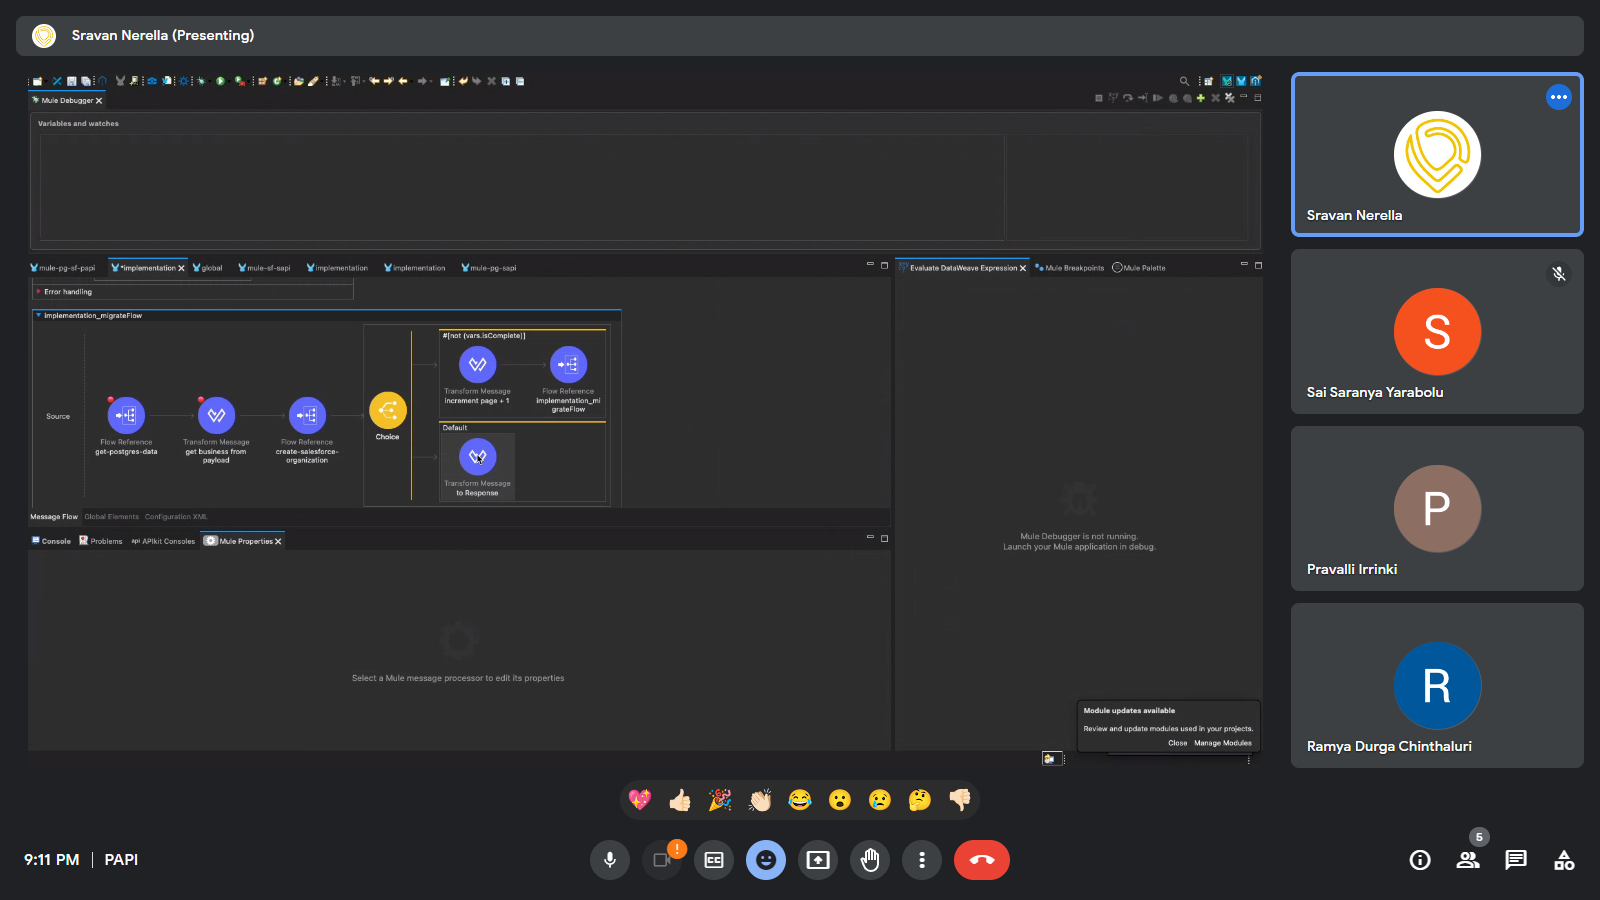 Sravan Nerella (Presenting)
Mule Debugger
Variables and watches
mule-pg-sf-papi
*implementation
global
mule-sf-sapi
implementation
implementation
mule-pg-sapi
Error handling
implementation_migrateFlow
Source
Flow Reference
get-postgres-data
Transform Message
get business from
payload
Flow Reference
create-salesforce-
organization
Choice
#[not (vars.isComplete)]
Transform Message
increment page + 1
Flow Reference
implementation_mi
grateFlow
Default
Transform Message
to Response
Message Flow
Global Elements
Configuration XML
Console
Problems
api APIkit Consoles
Mule Properties
Select a Mule message processor to edit its properties
Evaluate DataWeave Expression
Mule Breakpoints
Mule Palette
Mule Debugger is not running.
Launch your Mule application in debug.
Module updates available
Review and update modules used in your projects.
Close Manage Modules
Sravan Nerella
S
Sai Saranya Yarabolu
P
Pravalli Irrinki
R
Ramya Durga Chinthaluri
9:11 PM | PAPI
!
CC
5